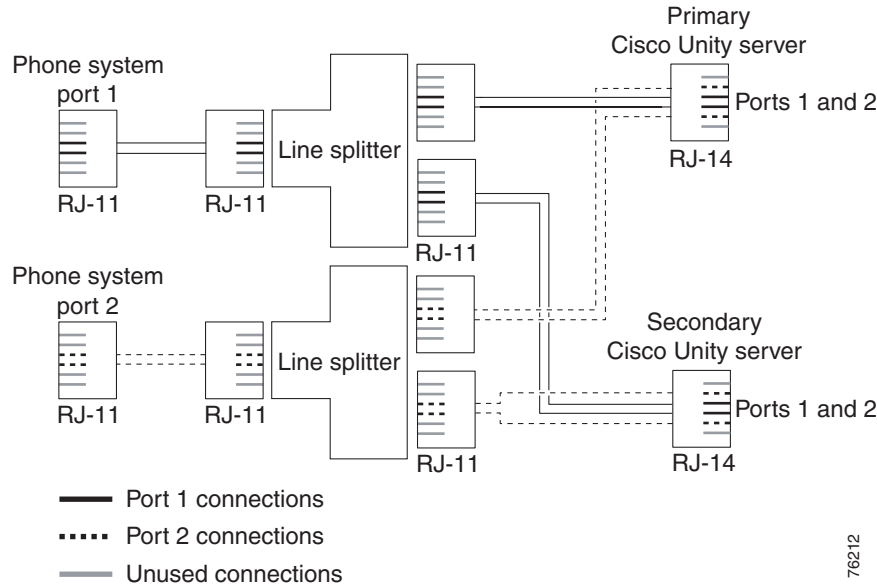 Primary
Cisco Unity server
Phone system
port 1
Line splitter
Ports 1 and 2
RJ-11
RJ-11
RJ-14
RJ-11
Phone system
port 2
Line splitter
Secondary
Cisco Unity server
Ports 1 and 2
RJ-11
RJ-11
RJ-11
RJ-14
Port 1 connections
Port 2 connections
Unused connections
76212